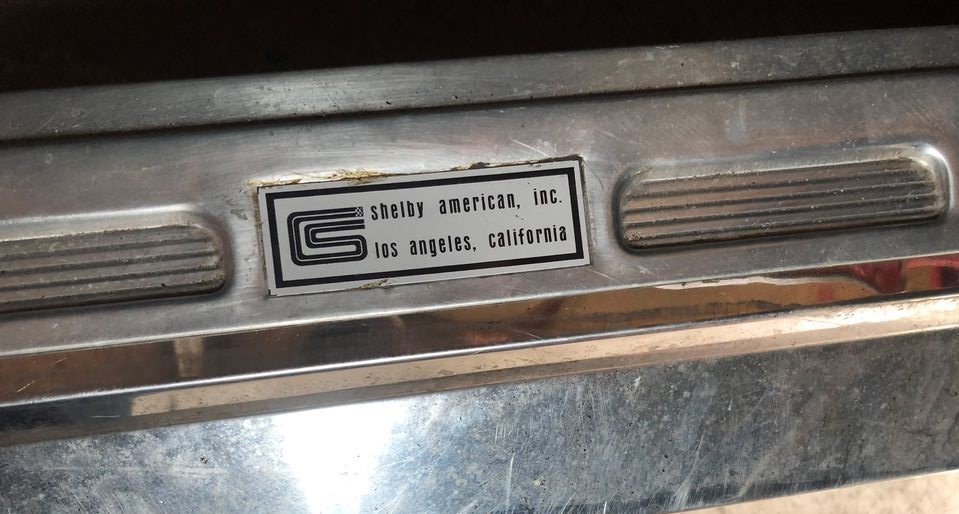 shelby american, inc.
los angeles, california